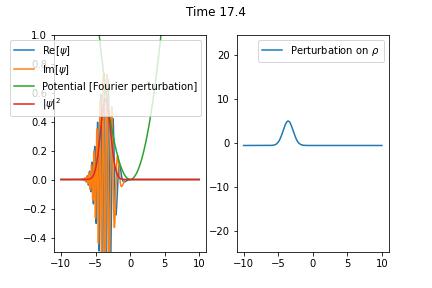 Time 17.4
Re[ψ]
Im[ψ]
Potential [Fourier perturbation]
|ψ|²
1.0
0.8
0.6
0.4
0.2
0.0
−0.2
−0.4
−10 −5 0 5 10
Perturbation on ρ
20
10
0
−10
−20
−10 −5 0 5 10